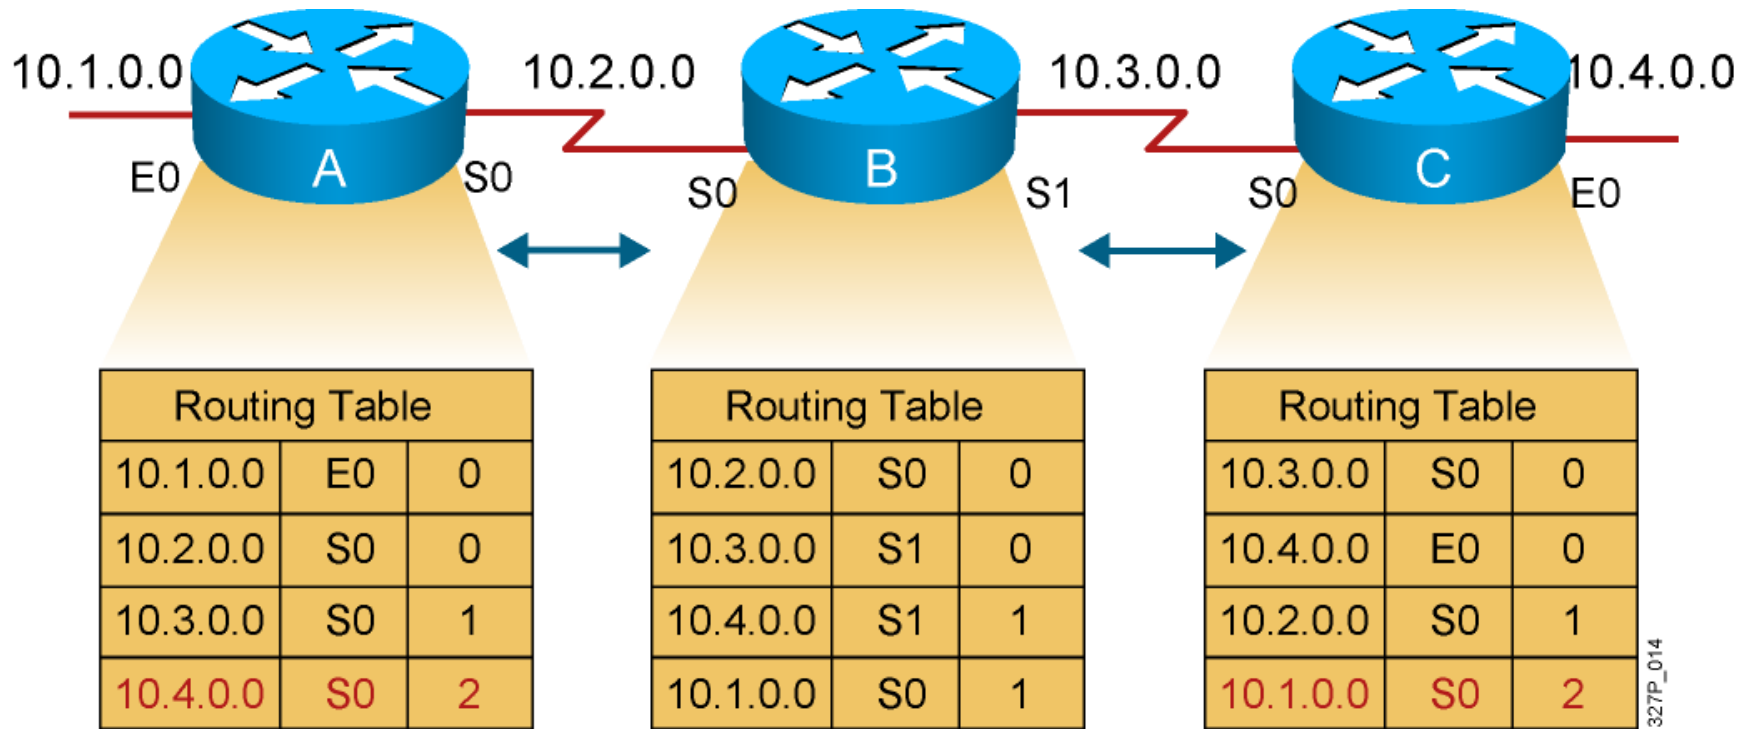 10.1.0.0 10.2.0.0 10.3.0.0 10.4.0.0
A B C
E0 S0 S0 S1 S0 E0
Routing Table
10.1.0.0 E0 0
10.2.0.0 S0 0
10.3.0.0 S0 1
10.4.0.0 S0 2
Routing Table
10.2.0.0 S0 0
10.3.0.0 S1 0
10.4.0.0 S1 1
10.1.0.0 S0 1
Routing Table
10.3.0.0 S0 0
10.4.0.0 E0 0
10.2.0.0 S0 1
10.1.0.0 S0 2
327P_014